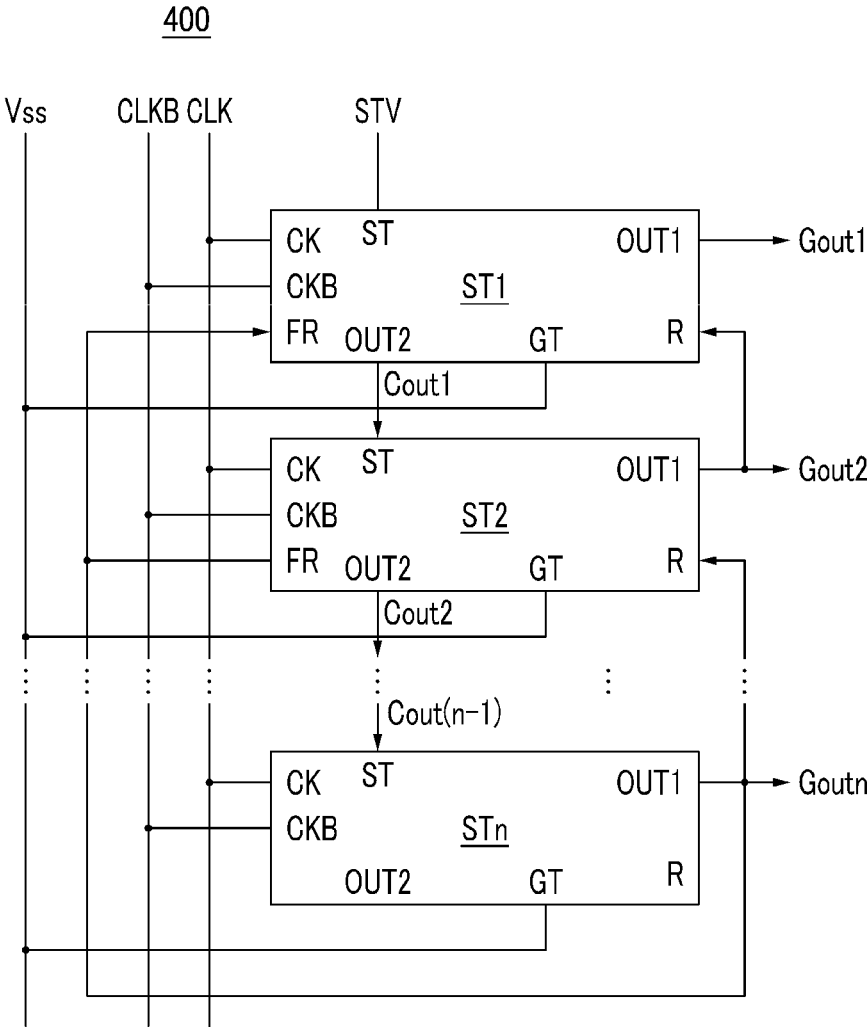 400
Vss CLKB CLK STV
CK ST OUT1 Gout1
CKB ST1
FR OUT2 GT R
Cout1
CK ST OUT1 Gout2
CKB ST2
FR OUT2 GT R
Cout2
Cout(n-1)
CK ST OUT1 Goutn
CKB STn
OUT2 GT R